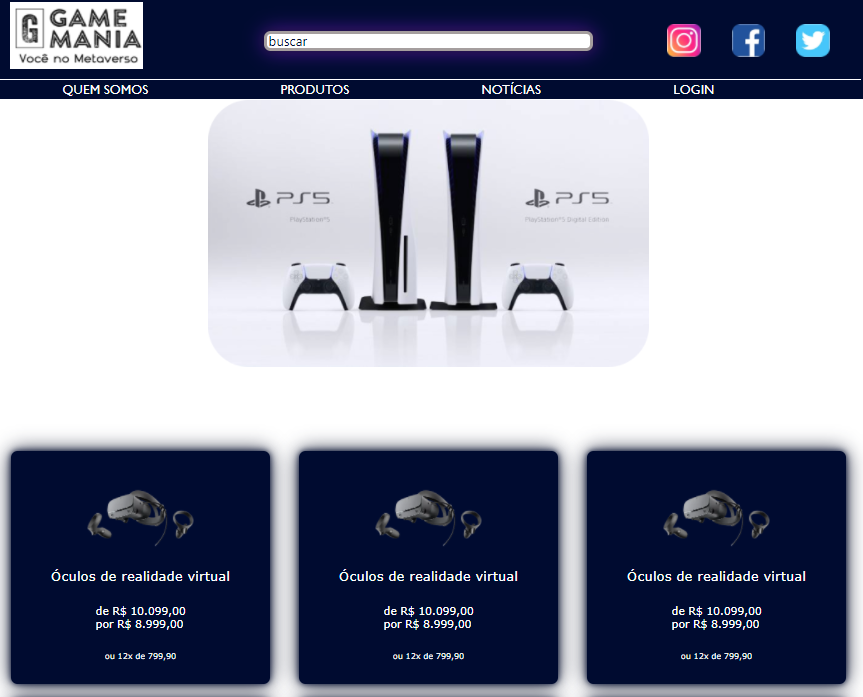 G GAME
MANIA
Você no Metaverso
buscar
QUEM SOMOS PRODUTOS NOTÍCIAS LOGIN
PS5 PS5
PlayStation®5 PlayStation®5 Digital Edition
Óculos de realidade virtual Óculos de realidade virtual Óculos de realidade virtual
de R$ 10.099,00 de R$ 10.099,00 de R$ 10.099,00
por R$ 8.999,00 por R$ 8.999,00 por R$ 8.999,00
ou 12x de 799,90 ou 12x de 799,90 ou 12x de 799,90